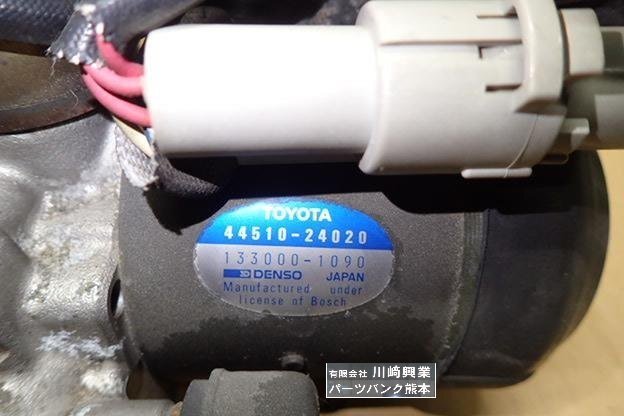 TOYOTA
44510-24020
133000-1090
DENSO JAPAN
Manufactured under
license of Bosch
有限会社 川崎興業
パーツバンク熊本